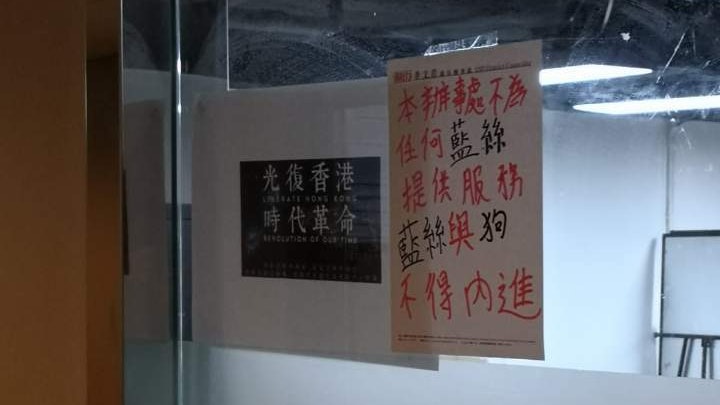 光復香港
LIBERATE HONG KONG
時代革命
REVOLUTION OF OUR TIME
本辦事處不為
任何藍絲
提供服務
藍絲與狗
不得內進